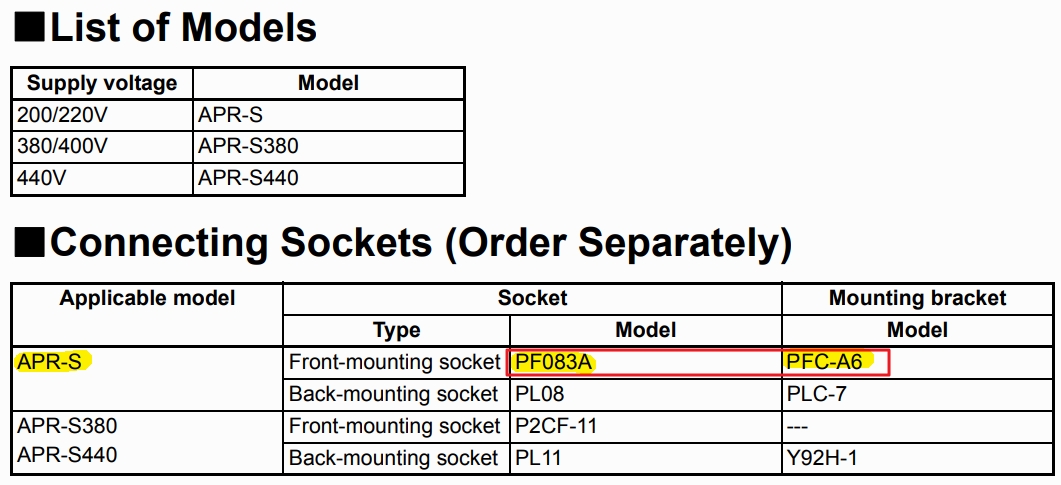 ■List of Models
Supply voltage Model
200/220V APR-S
380/400V APR-S380
440V APR-S440
■Connecting Sockets (Order Separately)
Applicable model Socket Mounting bracket
Type Model Model
APR-S Front-mounting socket PF083A PFC-A6
Back-mounting socket PL08 PLC-7
APR-S380 Front-mounting socket P2CF-11 ---
APR-S440 Back-mounting socket PL11 Y92H-1